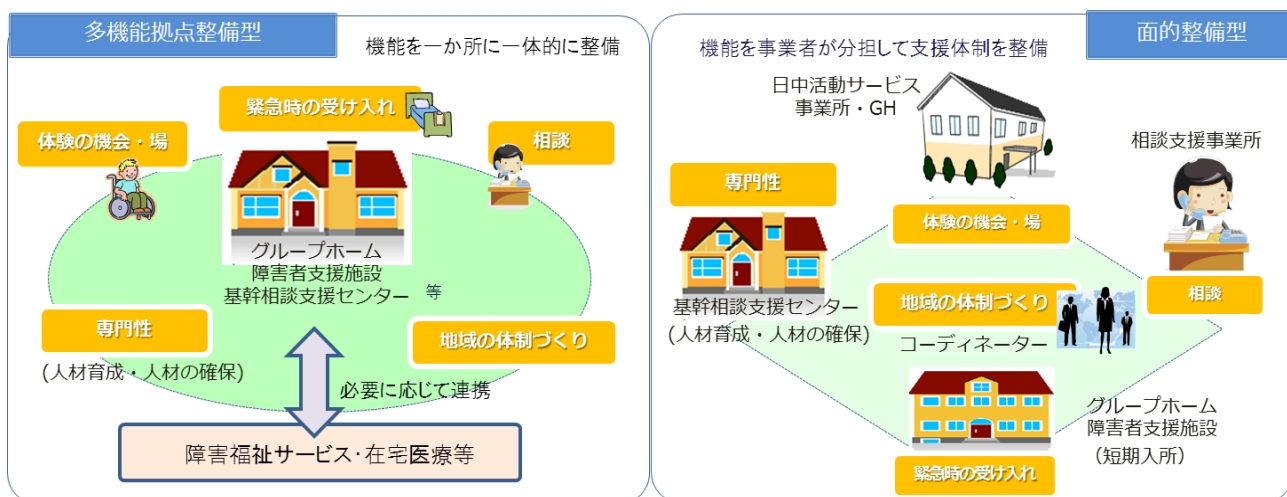 多機能拠点整備型
機能を一か所に一体的に整備
緊急時の受け入れ
体験の機会・場
相談
グループホーム
障害者支援施設
基幹相談支援センター 等
専門性
(人材育成・人材の確保)
地域の体制づくり
必要に応じて連携
障害福祉サービス・在宅医療等
面的整備型
機能を事業者が分担して支援体制を整備
日中活動サービス
事業所・GH
相談支援事業所
専門性
体験の機会・場
基幹相談支援センター
(人材育成・人材の確保)
地域の体制づくり
コーディネーター
相談
グループホーム
障害者支援施設
（短期入所）
緊急時の受け入れ